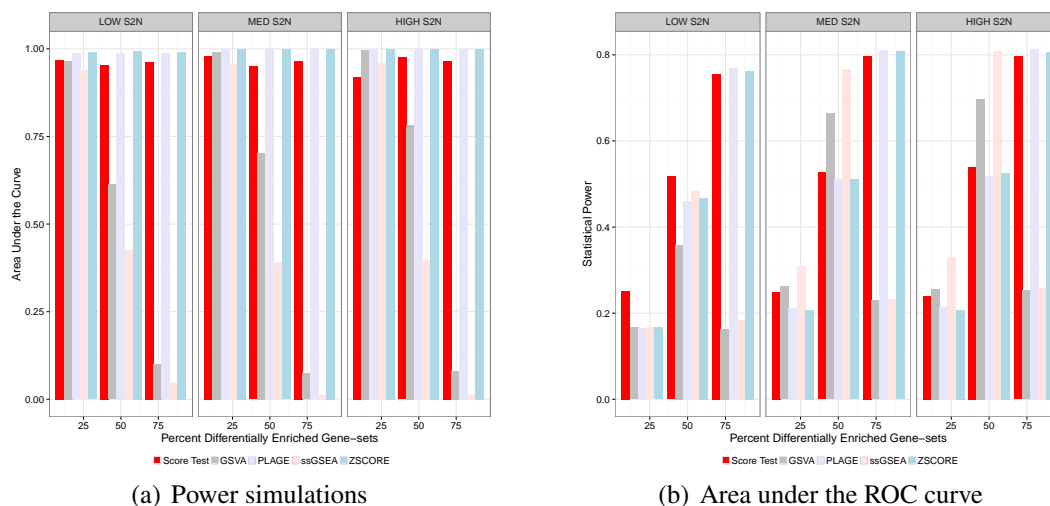 LOW S2N MED S2N HIGH S2N
1.00
0.75
0.50
0.25
0.00
Area Under the Curve
25 50 75 25 50 75 25 50 75
Percent Differentially Enriched Gene−sets
Score Test GSVA PLAGE ssGSEA ZSCORE
(a) Power simulations
LOW S2N MED S2N HIGH S2N
0.8
0.6
0.4
0.2
0.0
Statistical Power
25 50 75 25 50 75 25 50 75
Percent Differentially Enriched Gene−sets
Score Test GSVA PLAGE ssGSEA ZSCORE
(b) Area under the ROC curve